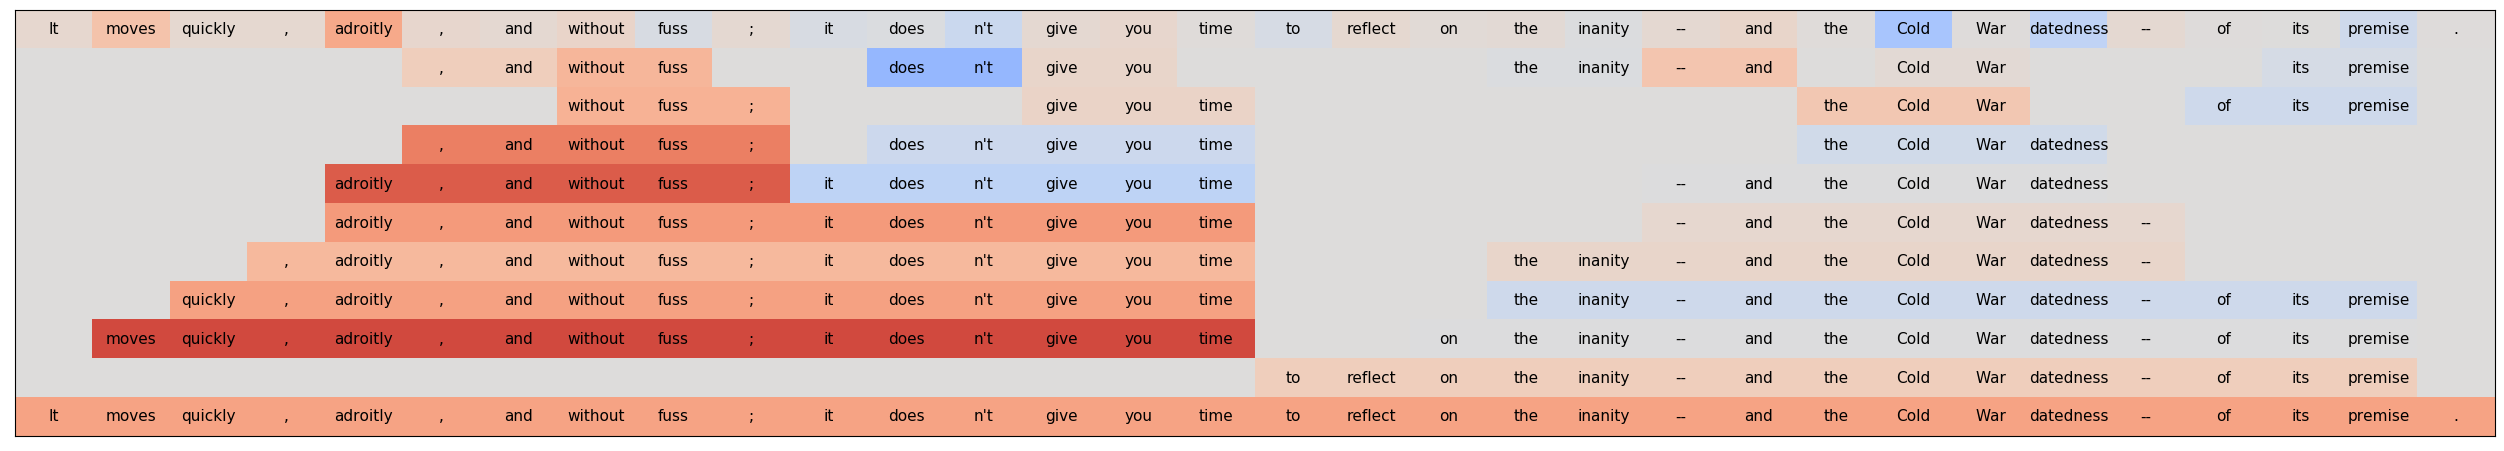 It moves quickly , adroitly , and without fuss ; it does n't give you time to reflect on the inanity -- and the Cold War datedness -- of its premise .
, and without fuss does n't give you the inanity -- and Cold War its premise
without fuss ; give you time the Cold War of its premise
, and without fuss ; does n't give you time the Cold War datedness
adroitly , and without fuss ; it does n't give you time -- and the Cold War datedness
adroitly , and without fuss ; it does n't give you time -- and the Cold War datedness --
, adroitly , and without fuss ; it does n't give you time the inanity -- and the Cold War datedness --
quickly , adroitly , and without fuss ; it does n't give you time the inanity -- and the Cold War datedness -- of its premise
moves quickly , adroitly , and without fuss ; it does n't give you time on the inanity -- and the Cold War datedness -- of its premise
to reflect on the inanity -- and the Cold War datedness -- of its premise
It moves quickly , adroitly , and without fuss ; it does n't give you time to reflect on the inanity -- and the Cold War datedness -- of its premise .